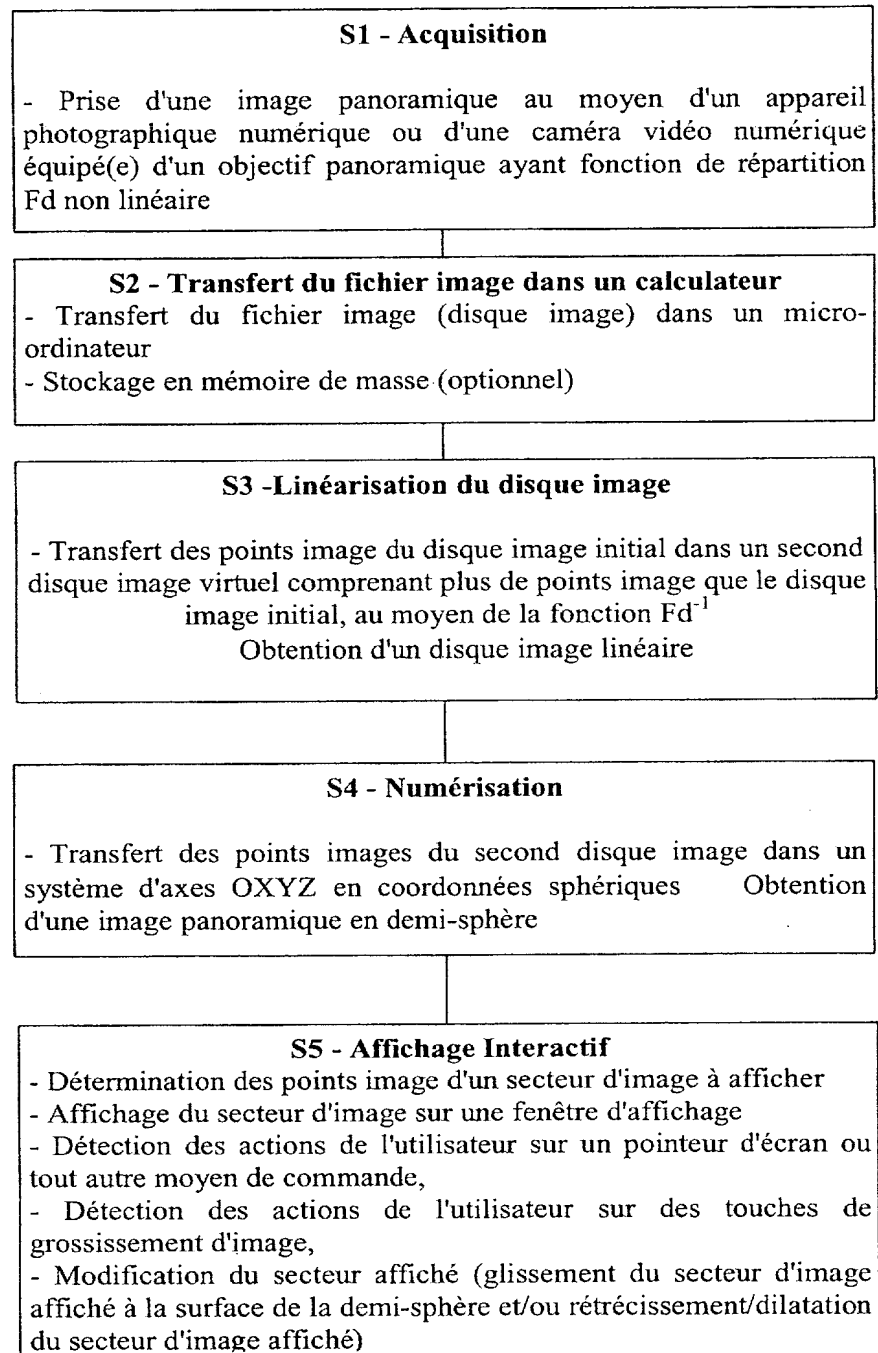 S1 - Acquisition
- Prise d'une image panoramique au moyen d'un appareil
photographique numérique ou d'une caméra vidéo numérique
équipé(e) d'un objectif panoramique ayant fonction de répartition
Fd non linéaire
S2 - Transfert du fichier image dans un calculateur
- Transfert du fichier image (disque image) dans un micro-
ordinateur
- Stockage en mémoire de masse (optionnel)
S3 -Linéarisation du disque image
- Transfert des points image du disque image initial dans un second
disque image virtuel comprenant plus de points image que le disque
image initial, au moyen de la fonction Fd⁻¹
Obtention d'un disque image linéaire
S4 - Numérisation
- Transfert des points images du second disque image dans un
système d'axes OXYZ en coordonnées sphériques Obtention
d'une image panoramique en demi-sphère
S5 - Affichage Interactif
- Détermination des points image d'un secteur d'image à afficher
- Affichage du secteur d'image sur une fenêtre d'affichage
- Détection des actions de l'utilisateur sur un pointeur d'écran ou
tout autre moyen de commande,
- Détection des actions de l'utilisateur sur des touches de
grossissement d'image,
- Modification du secteur affiché (glissement du secteur d'image
affiché à la surface de la demi-sphère et/ou rétrécissement/dilatation
du secteur d'image affiché)